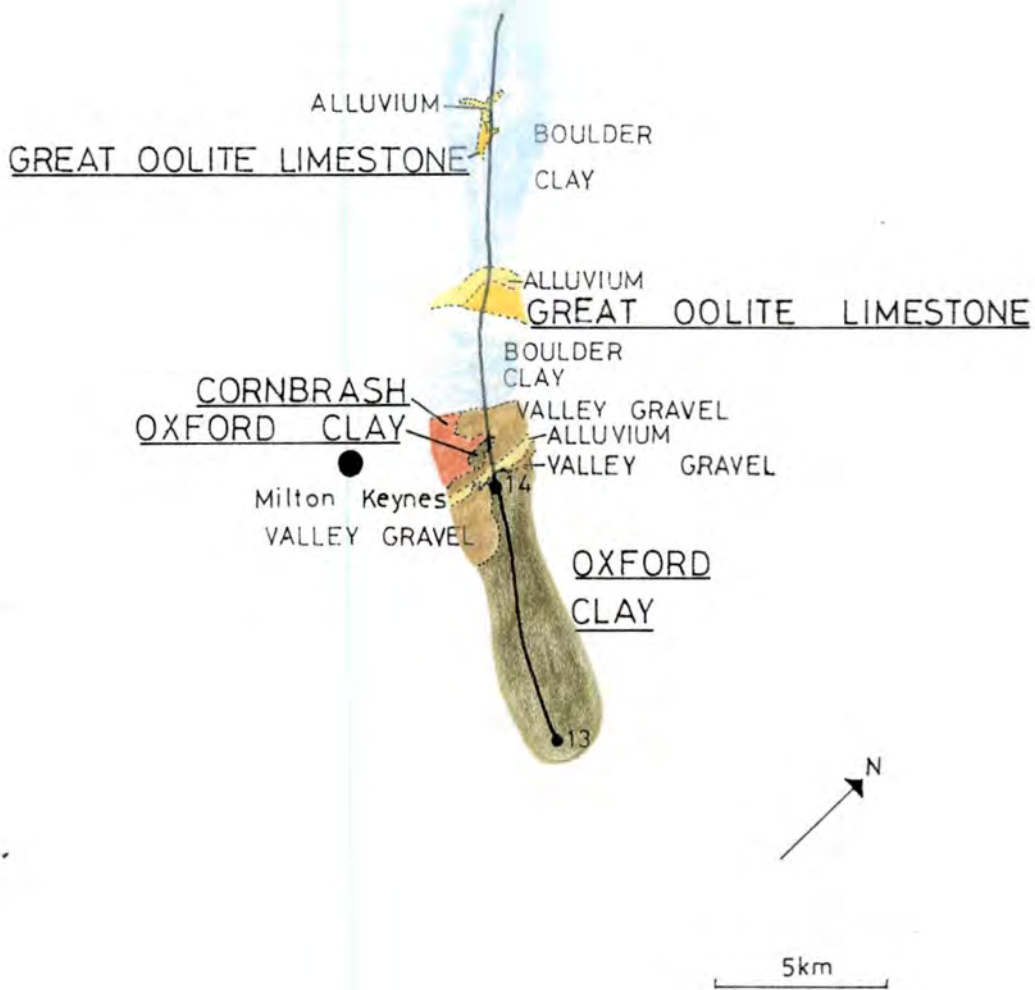 ALLUVIUM
GREAT OOLITE LIMESTONE
BOULDER
CLAY
ALLUVIUM
GREAT OOLITE LIMESTONE
BOULDER
CLAY
CORNBRASH
OXFORD CLAY
VALLEY GRAVEL
ALLUVIUM
VALLEY GRAVEL
14
Milton Keynes
VALLEY GRAVEL
OXFORD
CLAY
13
N
5km